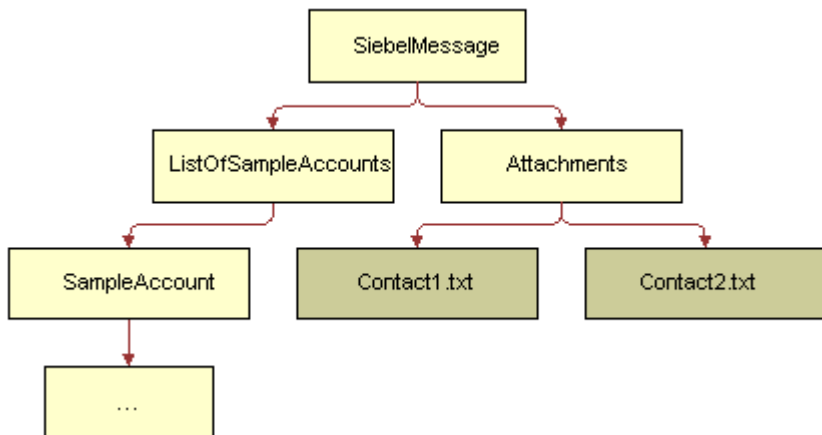 SiebelMessage
ListOfSampleAccounts
Attachments
SampleAccount
Contact1.txt
Contact2.txt
...